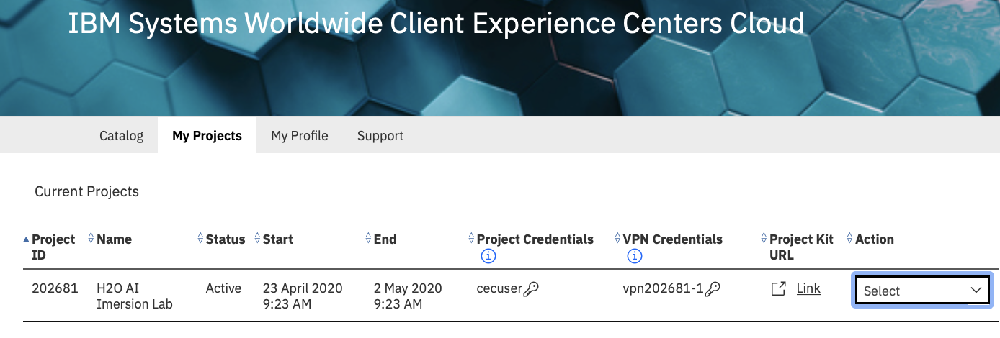 IBM Systems Worldwide Client Experience Centers Cloud
Catalog My Projects My Profile Support
Current Projects
Project ID Name Status Start End Project Credentials VPN Credentials Project Kit URL Action
202681 H2O AI Imersion Lab Active 23 April 2020 9:23 AM 2 May 2020 9:23 AM cecuser vpn202681-1 Link Select